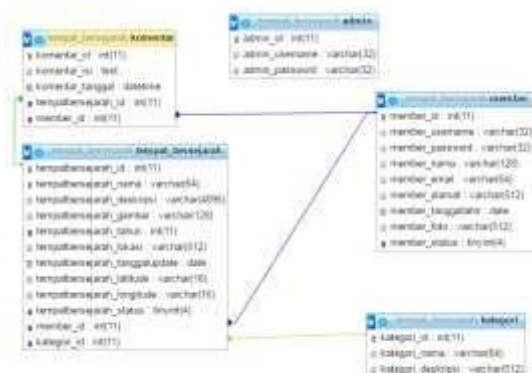 tempat_bersejarah komentar
komentar_id : int(11)
komentar_isi : text
komentar_tanggal : datetime
tempatbersejarah_id : int(11)
member_id : int(11)
tempat_bersejarah admin
admin_id : int(11)
admin_username : varchar(32)
admin_password : varchar(32)
tempat_bersejarah member
member_id : int(11)
member_username : varchar(32)
member_password : varchar(32)
member_nama : varchar(128)
member_email : varchar(64)
member_alamat : varchar(512)
member_tanggallahir : date
member_foto : varchar(512)
member_status : tinyint(4)
tempat_bersejarah tempat_bersejarah
tempatbersejarah_id : int(11)
tempatbersejarah_nama : varchar(64)
tempatbersejarah_deskripsi : varchar(4096)
tempatbersejarah_gambar : varchar(128)
tempatbersejarah_tahun : int(11)
tempatbersejarah_lokasi : varchar(512)
tempatbersejarah_tanggalupdate : date
tempatbersejarah_latitude : varchar(16)
tempatbersejarah_longitude : varchar(16)
tempatbersejarah_status : tinyint(4)
member_id : int(11)
kategori_id : int(11)
tempat_bersejarah kategori
kategori_id : int(11)
kategori_nama : varchar(64)
kategori_deskripsi : varchar(512)